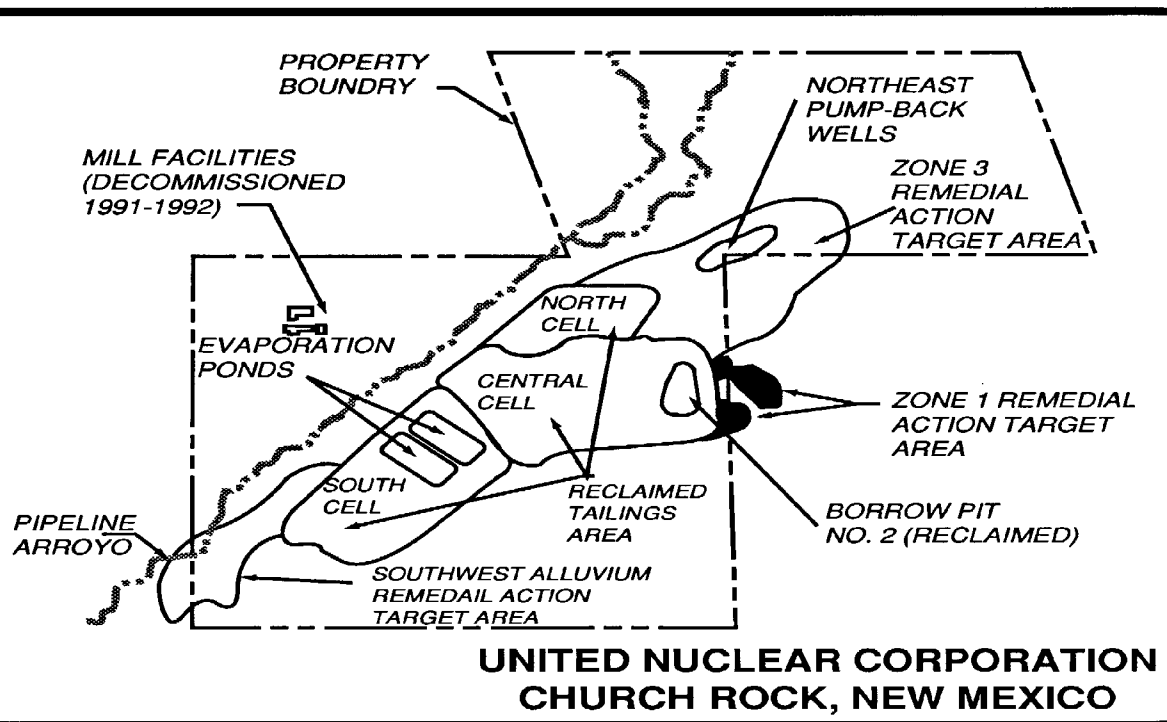 PROPERTY
BOUNDRY
NORTHEAST
PUMP-BACK
WELLS
MILL FACILITIES
(DECOMMISSIONED
1991-1992)
ZONE 3
REMEDIAL
ACTION
TARGET AREA
NORTH
CELL
EVAPORATION
PONDS
CENTRAL
CELL
ZONE 1 REMEDIAL
ACTION TARGET
AREA
SOUTH
CELL
RECLAIMED
TAILINGS
AREA
BORROW PIT
NO. 2 (RECLAIMED)
PIPELINE
ARROYO
SOUTHWEST ALLUVIUM
REMEDAIL ACTION
TARGET AREA
UNITED NUCLEAR CORPORATION
CHURCH ROCK, NEW MEXICO